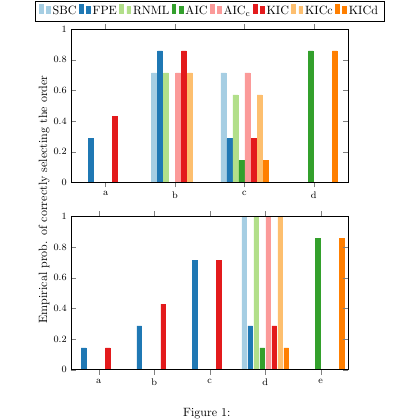 SBC FPE RNML AIC AICc KIC KICc KICd
Empirical prob. of correctly selecting the order
1
0.8
0.6
0.4
0.2
0
a b c d
1
0.8
0.6
0.4
0.2
0
a b c d e
Figure 1: